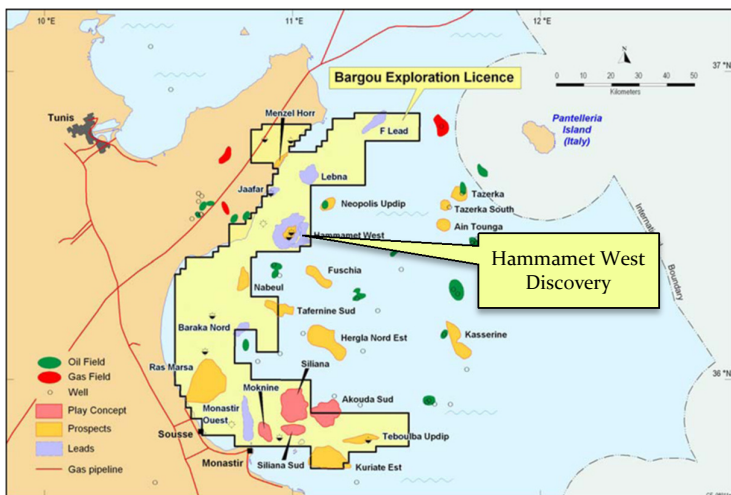 10 °E
11 °E
12 °E
37 °N
Bargou Exploration Licence
N
0 10 20 30 40 50
Kilometers
Menzel Horr
Tunis
F Lead
Pantelleria
Island
(Italy)
Lebna
Jaafar
Neopolis Updip
Tazerka
Tazerka South
Ain Tounga
Hammamet West
Hammamet West
Discovery
International
Boundary
Fuschia
Nabeul
Tafernine Sud
Baraka Nord
Hergla Nord Est
Kasserine
Oil Field
Gas Field
Well
Play Concept
Prospects
Leads
Gas pipeline
Ras Marsa
Siliana
36 °N
Moknine
Akouda Sud
Monastir
Ouest
Sousse
Teboulba Updip
Monastir
Siliana Sud
Kuriate Est